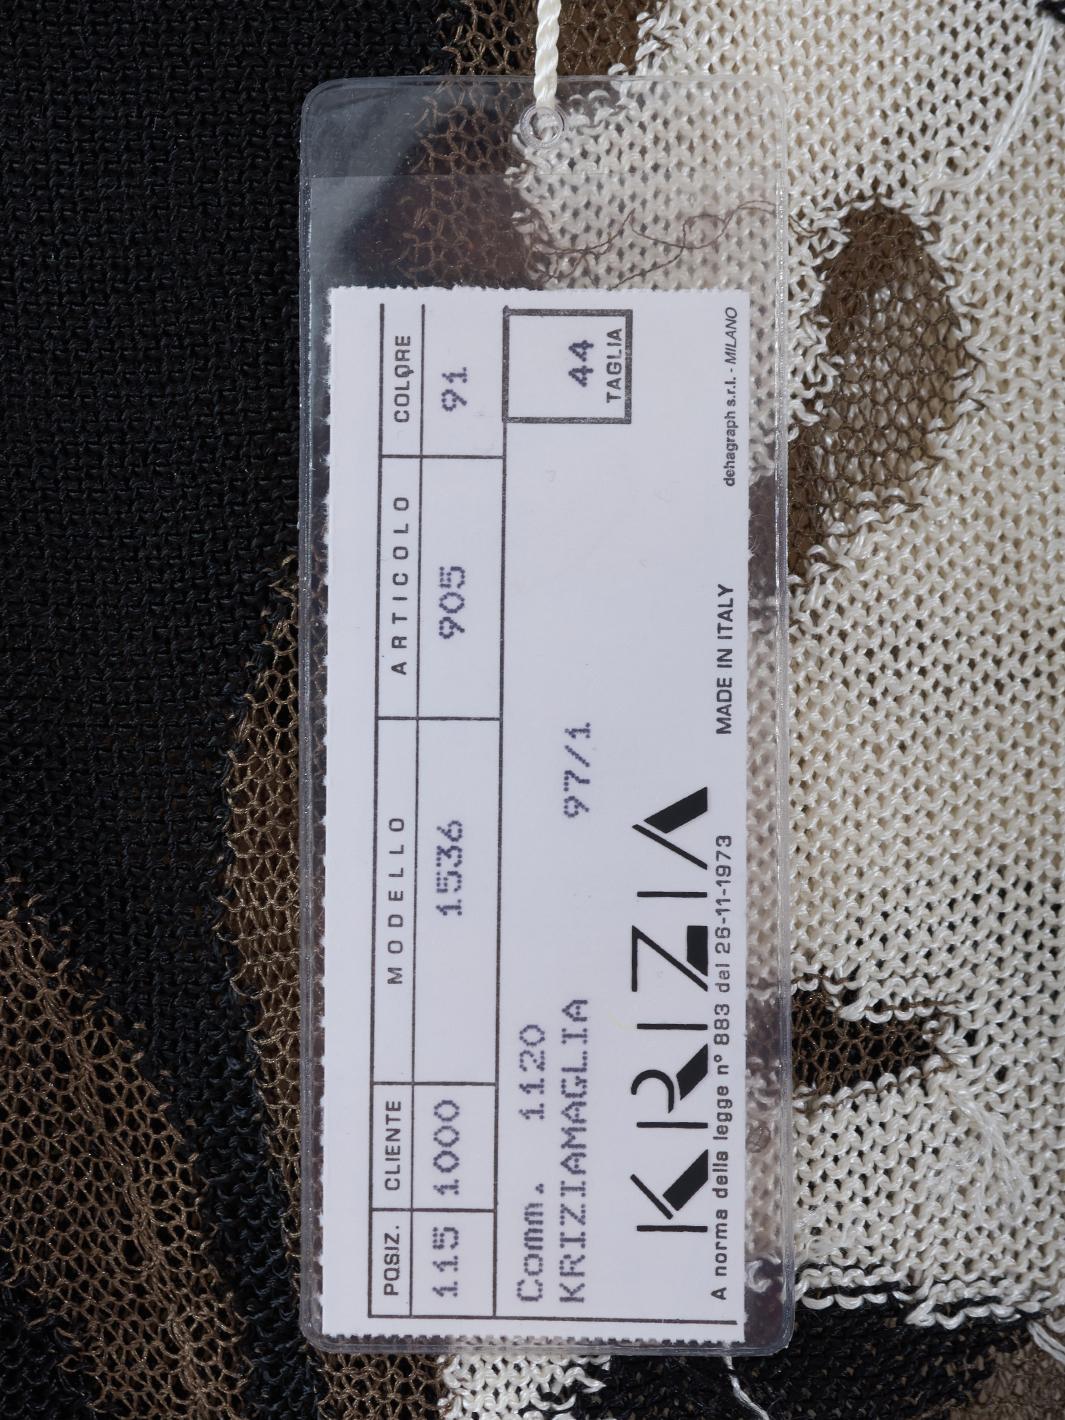 POSIZ. CLIENTE MODELLO ARTICOLO COLORE
115 1000 1536 905 91
Comm. 1120
KRIZIAMAGLIA 97/1
44
TAGLIA
KRIZIA
A norma della legge n° 883 del 26-11-1973 MADE IN ITALY dehagraph s.r.l. - MILANO